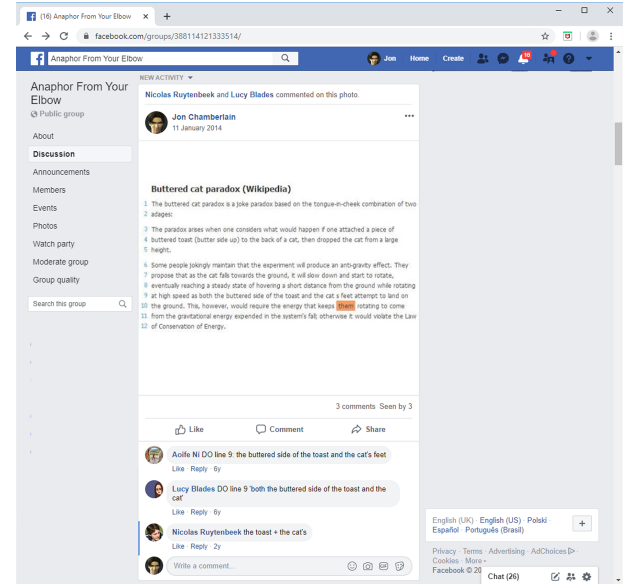 (16) Anaphor From Your Elbow
facebook.com/groups/388114121333514/
Anaphor From Your Elbow
Jon
Home
Create
16
NEW ACTIVITY
Anaphor From Your
Elbow
Public group
About
Discussion
Announcements
Members
Events
Photos
Watch party
Moderate group
Group quality
Search this group
Nicolas Ruytenbeek and Lucy Blades commented on this photo.
Jon Chamberlain
11 January 2014
Buttered cat paradox (Wikipedia)
1 The buttered cat paradox is a joke paradox based on the tongue-in-cheek combination of two
2 adages:
3 The paradox arises when one considers what would happen if one attached a piece of
4 buttered toast (butter side up) to the back of a cat, then dropped the cat from a large
5 height.
6 Some people jokingly maintain that the experiment will produce an anti-gravity effect. They
7 propose that as the cat falls towards the ground, it will slow down and start to rotate,
8 eventually reaching a steady state of hovering a short distance from the ground while rotating
9 at high speed as both the buttered side of the toast and the cat s feet attempt to land on
10 the ground. This, however, would require the energy that keeps them rotating to come
11 from the gravitational energy expended in the system's fall; otherwise it would violate the Law
12 of Conservation of Energy.
3 comments Seen by 3
Like
Comment
Share
Aoife Ni DO line 9: the buttered side of the toast and the cat's feet
Like · Reply · 6y
Lucy Blades DO line 9 'both the buttered side of the toast and the
cat'
Like · Reply · 6y
Nicolas Ruytenbeek the toast + the cat's
Like · Reply · 2y
Write a comment...
GIF
English (UK) · English (US) · Polski ·
Español · Português (Brasil)
Privacy · Terms · Advertising · AdChoices ·
Cookies · More
Facebook © 20
Chat (26)